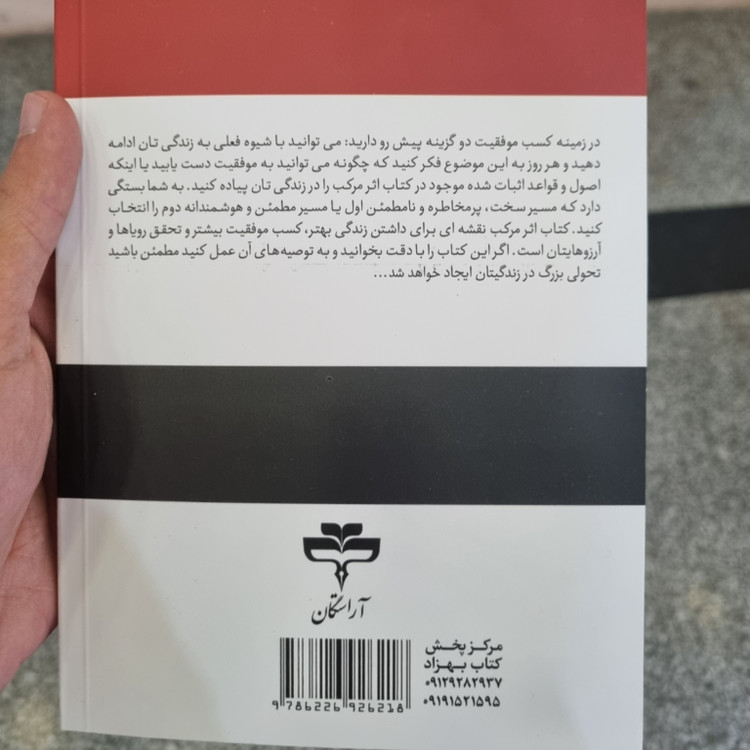 در زمینه کسب موفقیت دو گزینه پیش رو دارید: می توانید با شیوه فعلی به زندگی تان ادامه
دهید و هر روز به این موضوع فکر کنید که چگونه می توانید به موفقیت دست یابید یا اینکه
اصول و قواعد اثبات شده موجود در کتاب اثر مرکب را در زندگی تان پیاده کنید. به شما بستگی
دارد که مسیر سخت، پرمخاطره و نامطمئن اول یا مسیر مطمئن و هوشمندانه دوم را انتخاب
کنید. کتاب اثر مرکب نقشه ای برای داشتن زندگی بهتر، کسب موفقیت بیشتر و تحقق رویاها و
آرزوهایتان است. اگر این کتاب را با دقت بخوانید و به توصیه‌های آن عمل کنید مطمئن باشید
تحولی بزرگ در زندگیتان ایجاد خواهد شد...
آراستگان
مرکز پخش
کتاب بهزاد
۰۹۱۲۹۲۸۲۹۳۷
۰۹۱۹۱۵۲۱۵۹۵
9 786226 926218